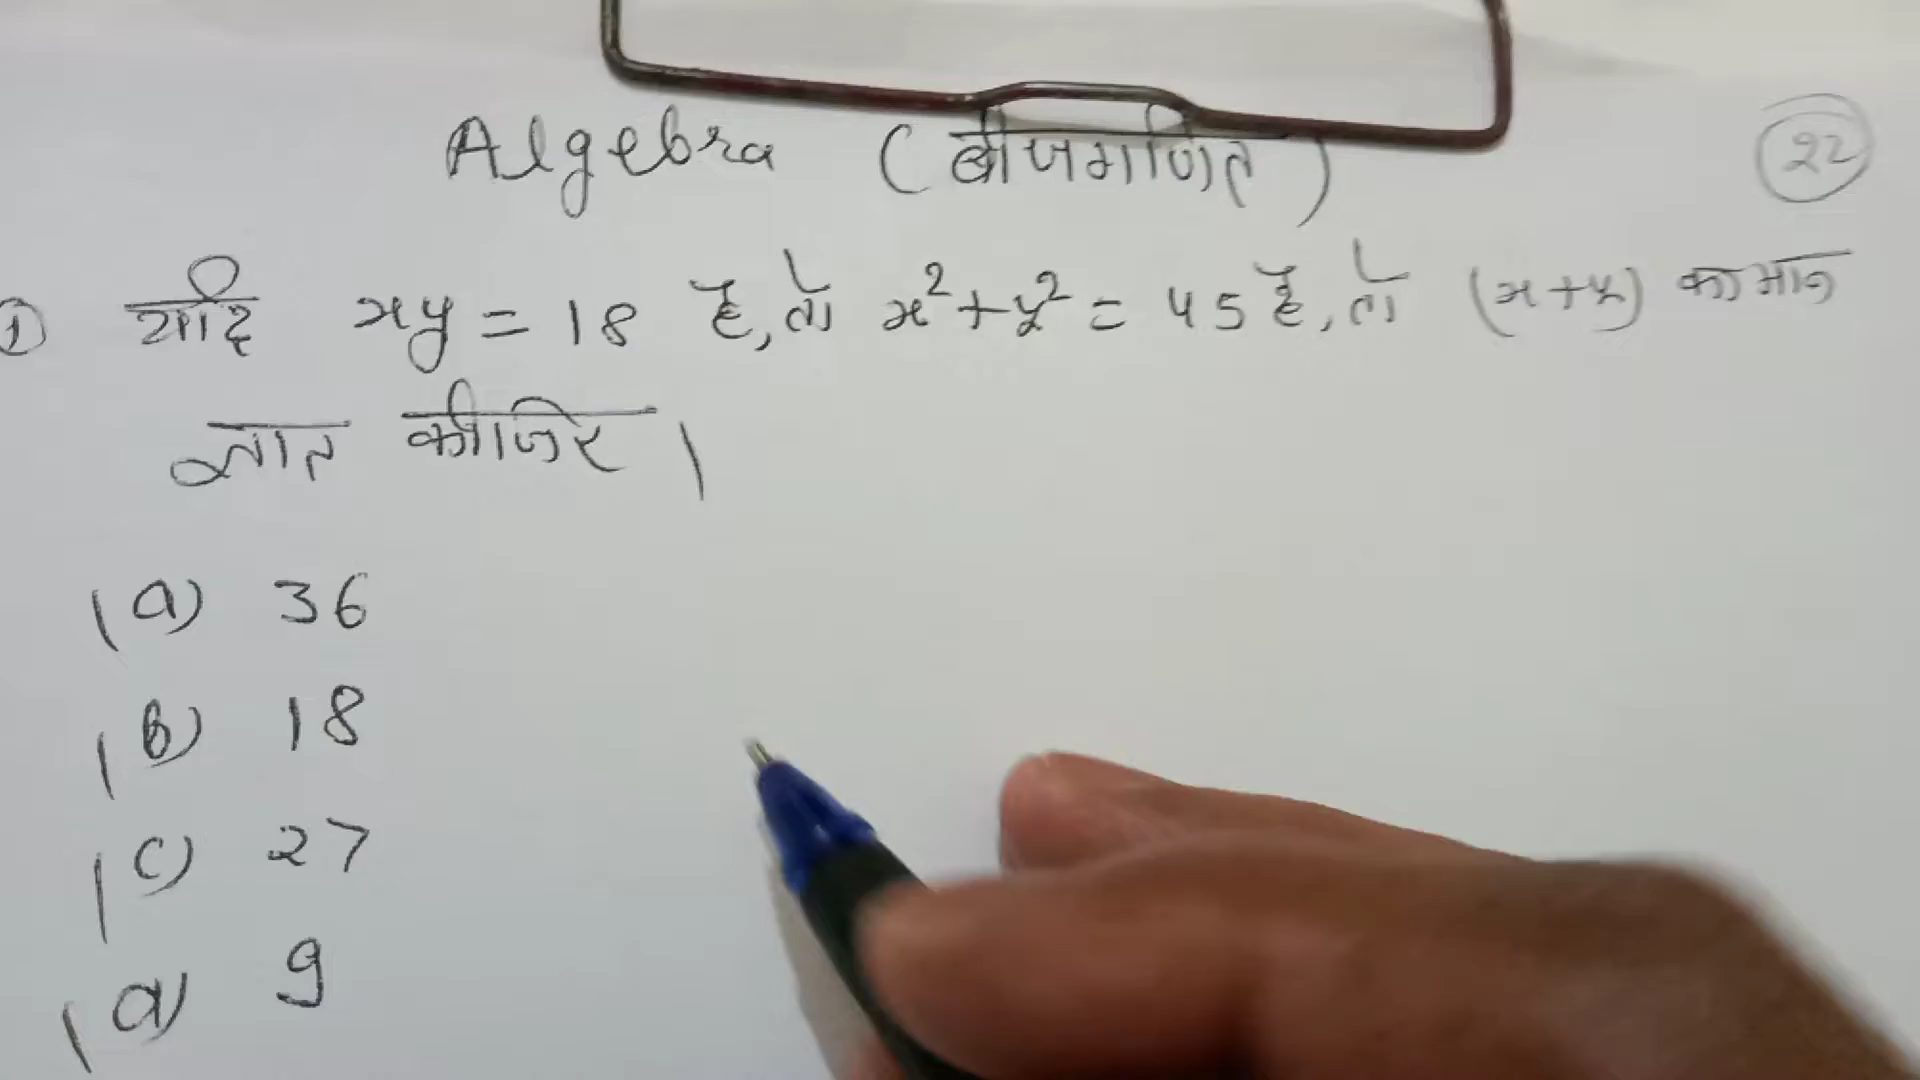 Algebra (बीजगणित)
22
① यदि xy = 18 है, तो x²+y² = 45 है, तो (x+y) का मान
ज्ञात कीजिए।
(a) 36
(b) 18
(c) 27
(d) 9